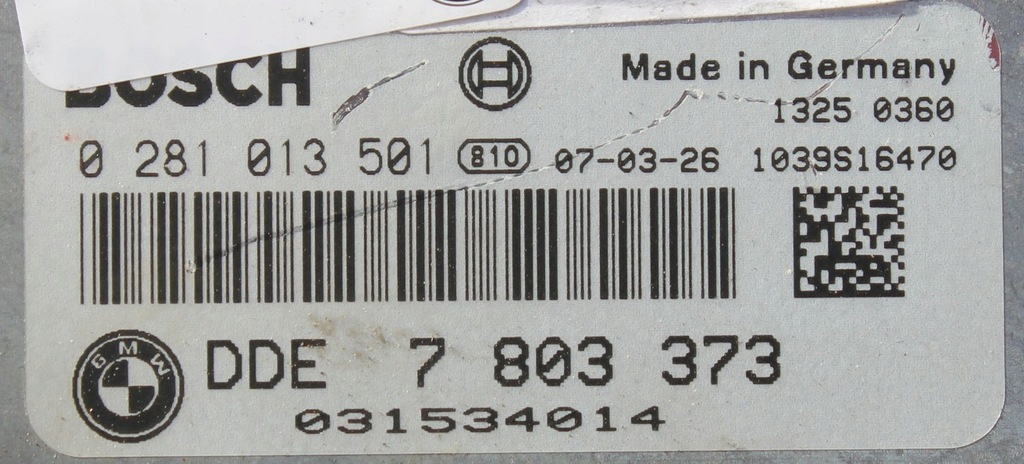 BOSCH
Made in Germany
1325 0360
0 281 013 501 810 07-03-26 1039S16470
BMW DDE 7 803 373
031534014